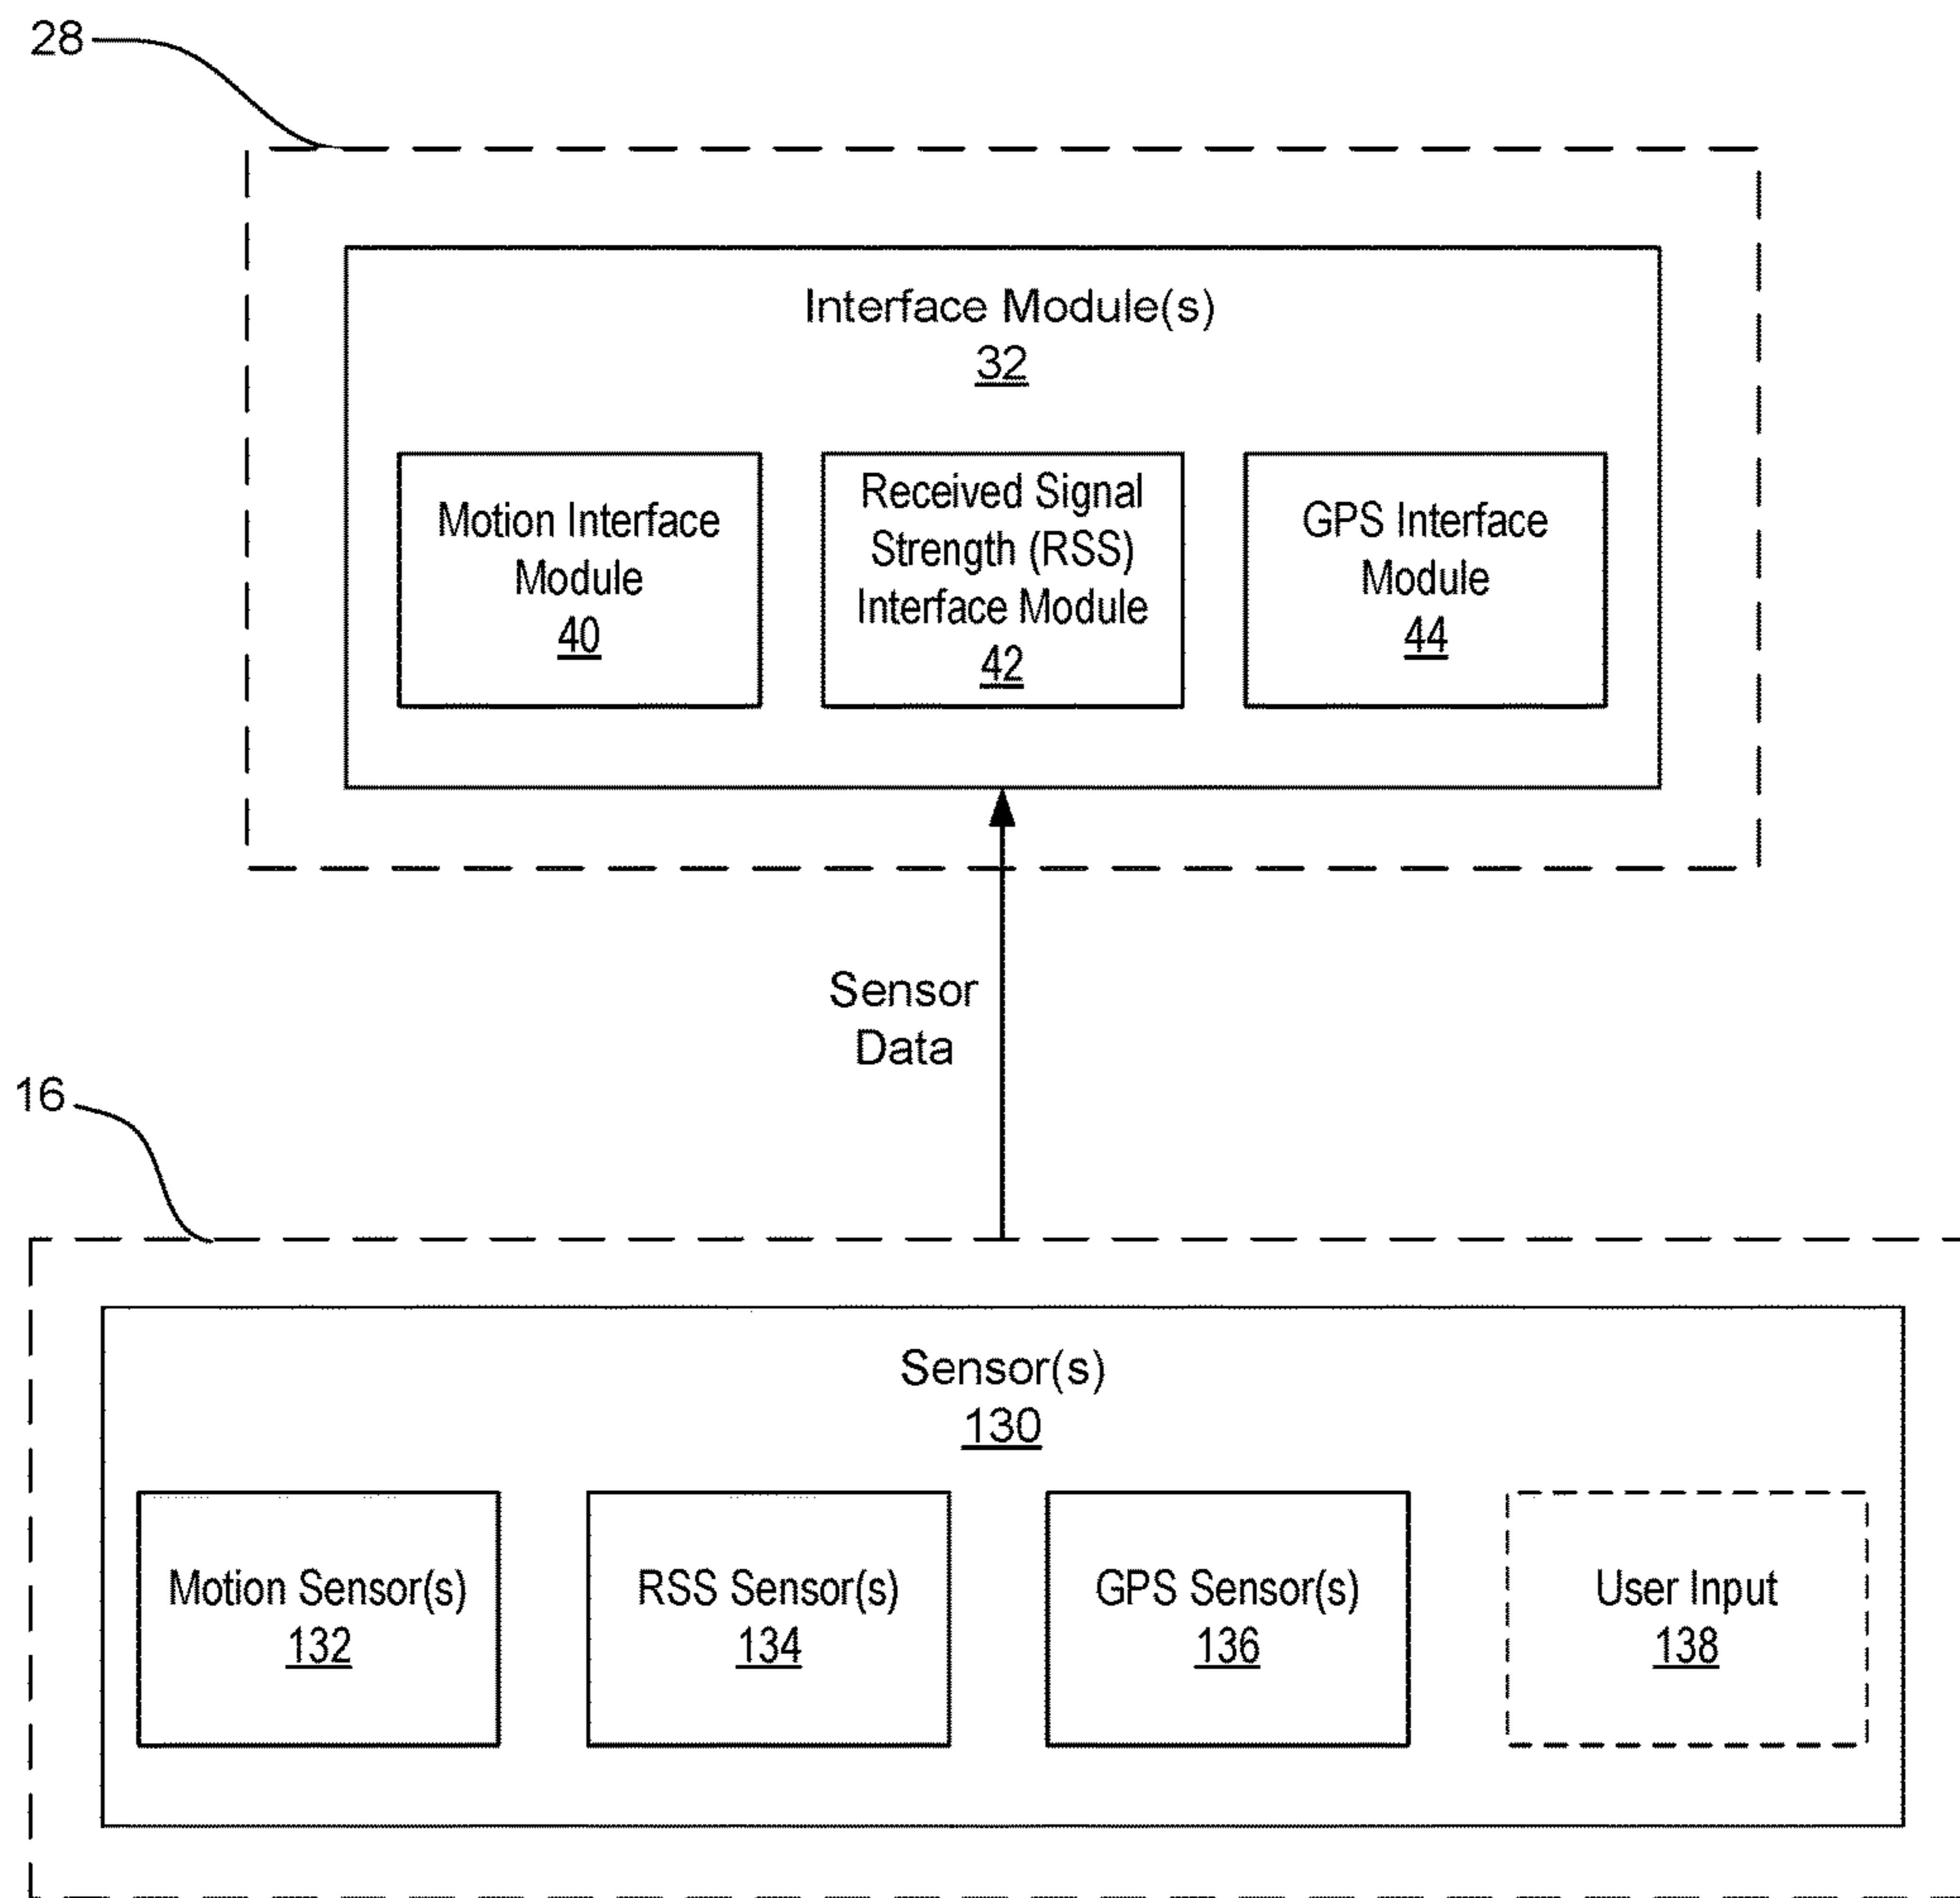 28
Interface Module(s)
32
Motion Interface
Module
40
Received Signal
Strength (RSS)
Interface Module
42
GPS Interface
Module
44
Sensor
Data
16
Sensor(s)
130
Motion Sensor(s)
132
RSS Sensor(s)
134
GPS Sensor(s)
136
User Input
138